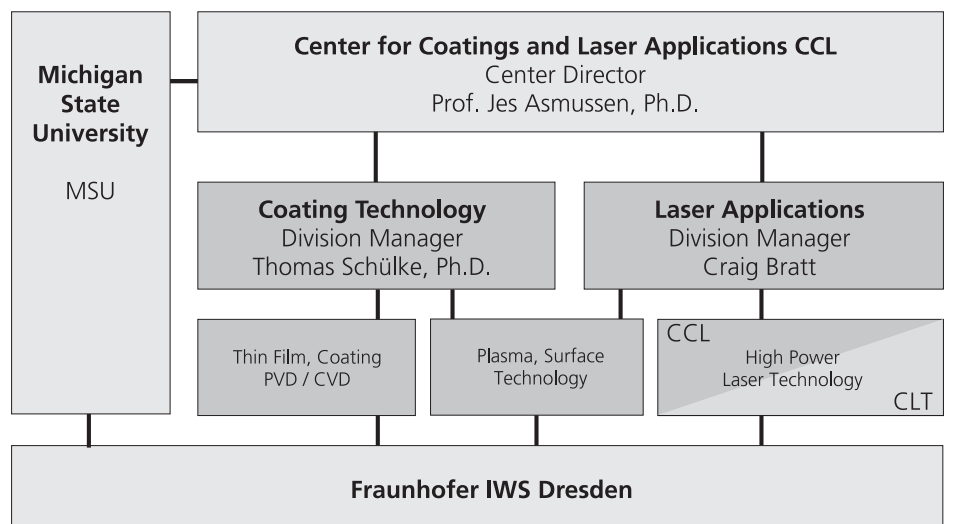 Michigan
State
University
MSU
Center for Coatings and Laser Applications CCL
Center Director
Prof. Jes Asmussen, Ph.D.
Coating Technology
Division Manager
Thomas Schülke, Ph.D.
Laser Applications
Division Manager
Craig Bratt
Thin Film, Coating
PVD / CVD
Plasma, Surface
Technology
CCL
High Power
Laser Technology
CLT
Fraunhofer IWS Dresden